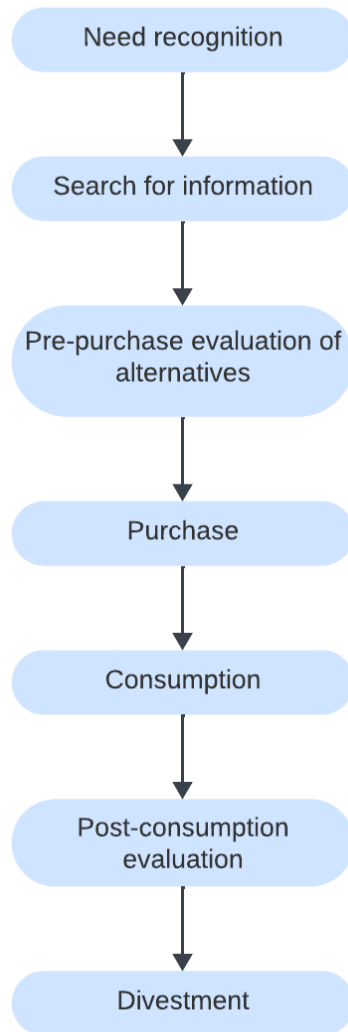 Need recognition
Search for information
Pre-purchase evaluation of
alternatives
Purchase
Consumption
Post-consumption
evaluation
Divestment